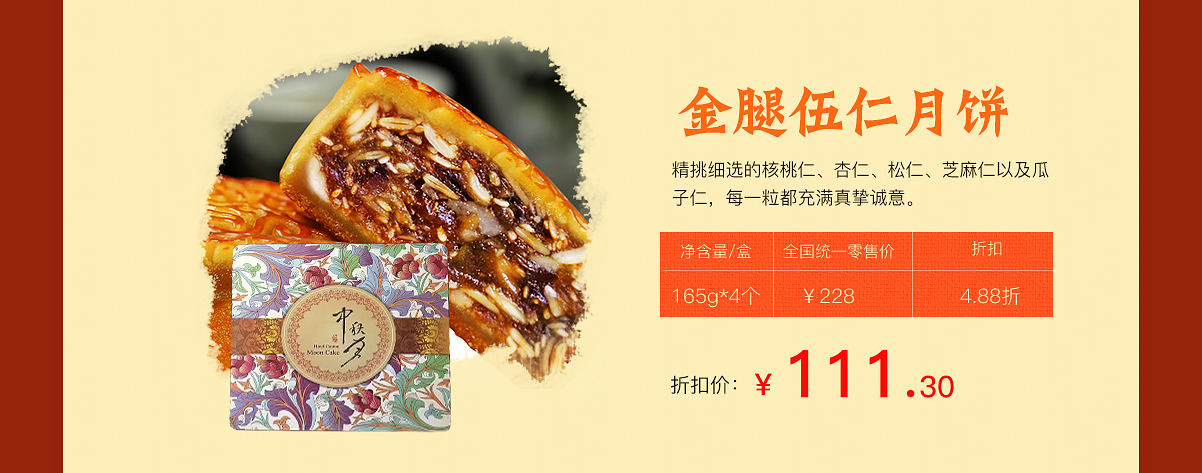 金腿伍仁月饼
精挑细选的核桃仁、杏仁、松仁、芝麻仁以及瓜
子仁，每一粒都充满真挚诚意。
净含量/盒 全国统一零售价 折扣
165g*4个 ￥228 4.88折
折扣价：￥111.30
中秋月
Moon Cake